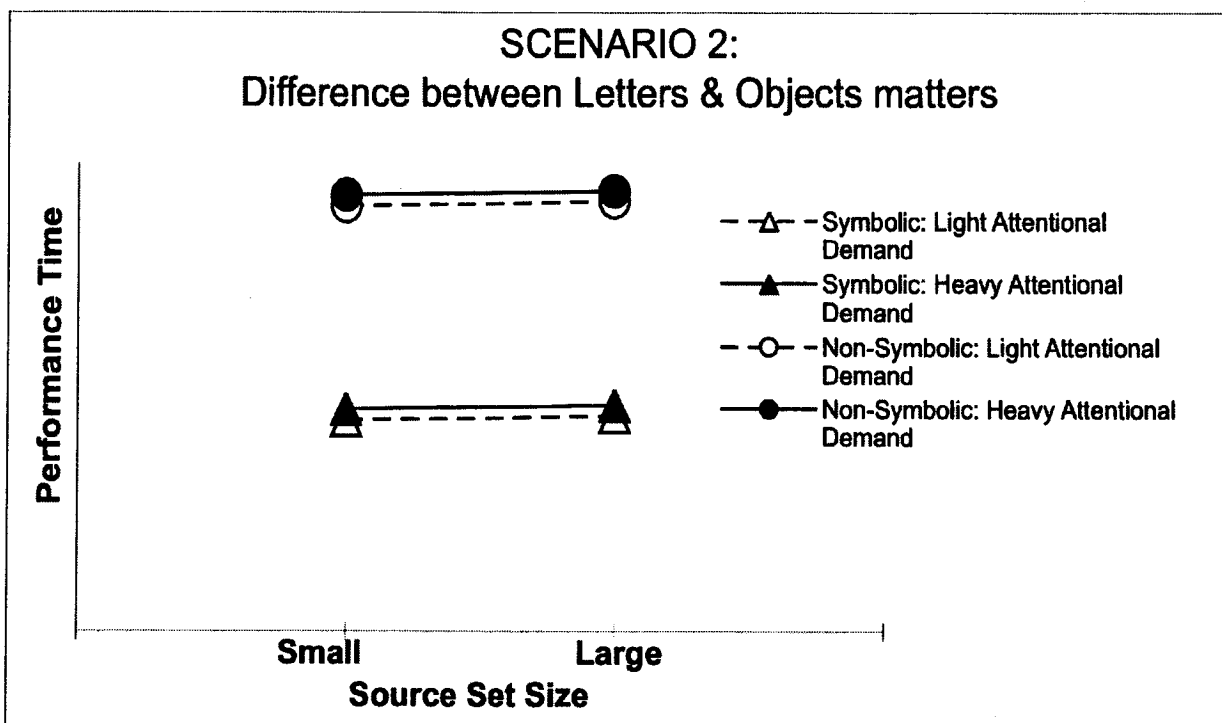 SCENARIO 2:
Difference between Letters & Objects matters
Performance Time
Symbolic: Light Attentional
Demand
Symbolic: Heavy Attentional
Demand
Non-Symbolic: Light Attentional
Demand
Non-Symbolic: Heavy Attentional
Demand
Small
Large
Source Set Size